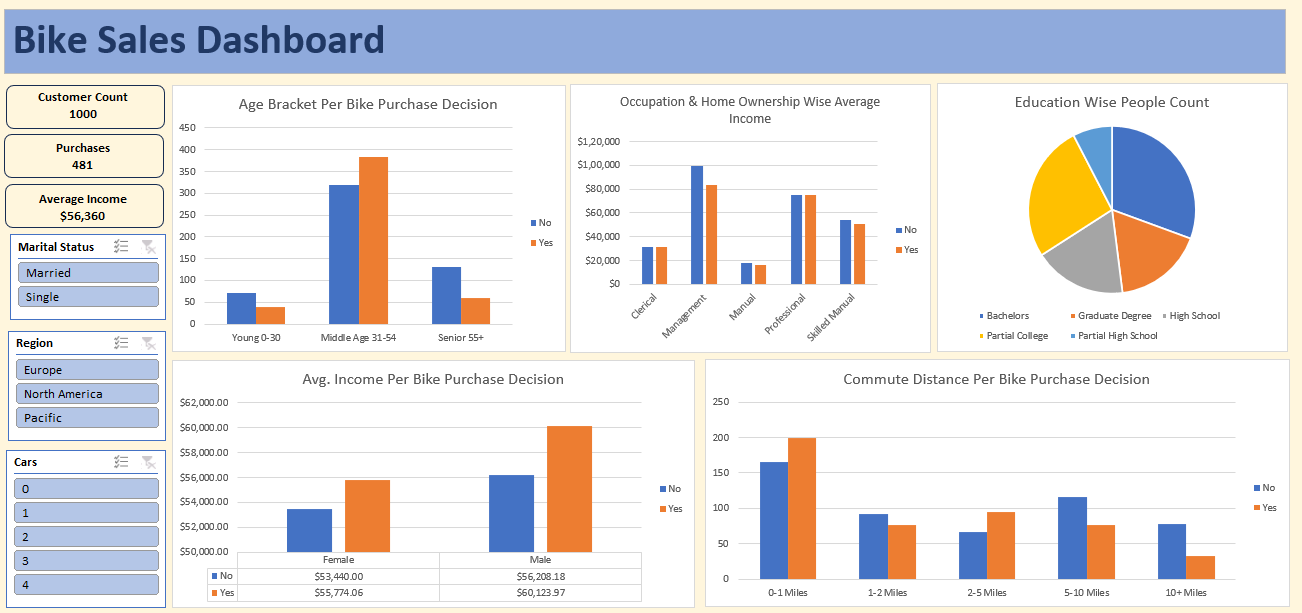 Bike Sales Dashboard
Customer Count
1000
Purchases
481
Average Income
$56,360
Marital Status
Married
Single
Region
Europe
North America
Pacific
Cars
0
1
2
3
4
Age Bracket Per Bike Purchase Decision
450
400
350
300
250
200
150
100
50
0
Young 0-30
Middle Age 31-54
Senior 55+
No
Yes
Occupation & Home Ownership Wise Average
Income
$1,20,000
$1,00,000
$80,000
$60,000
$40,000
$20,000
$0
Clerical
Management
Manual
Professional
Skilled Manual
No
Yes
Education Wise People Count
Bachelors
Graduate Degree
High School
Partial College
Partial High School
Avg. Income Per Bike Purchase Decision
$62,000.00
$60,000.00
$58,000.00
$56,000.00
$54,000.00
$52,000.00
$50,000.00
Female Male
No $53,440.00 $56,208.18
Yes $55,774.06 $60,123.97
No
Yes
Commute Distance Per Bike Purchase Decision
250
200
150
100
50
0
0-1 Miles
1-2 Miles
2-5 Miles
5-10 Miles
10+ Miles
No
Yes